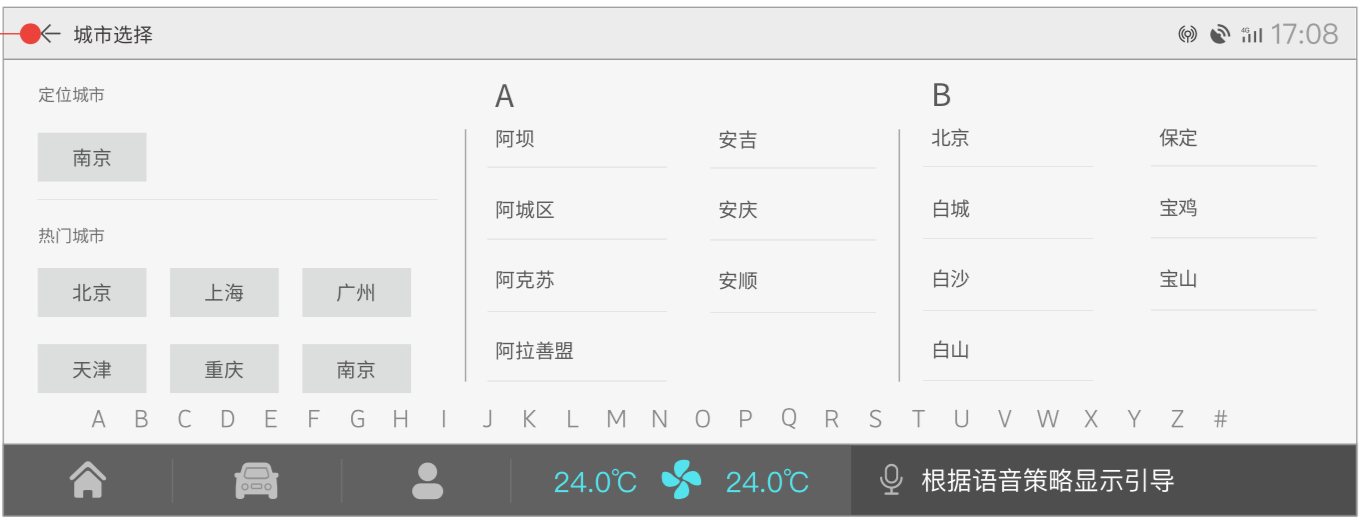 城市选择
4G 17:08
定位城市
南京
热门城市
北京 上海 广州
天津 重庆 南京
A
阿坝 安吉
阿城区 安庆
阿克苏 安顺
阿拉善盟
B
北京 保定
白城 宝鸡
白沙 宝山
白山
A B C D E F G H I J K L M N O P Q R S T U V W X Y Z #
24.0℃ 24.0℃ 根据语音策略显示引导